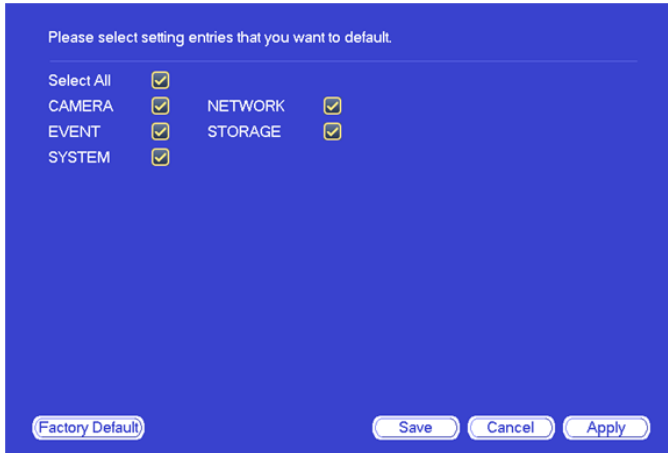 Please select setting entries that you want to default.
Select All
CAMERA NETWORK
EVENT STORAGE
SYSTEM
Factory Default Save Cancel Apply